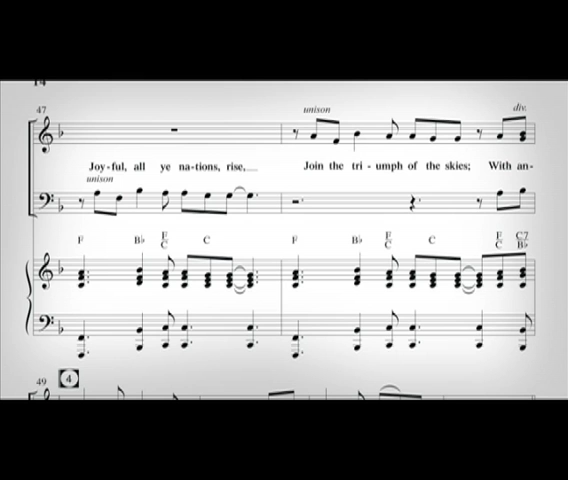 14
47
unison
div.
Joy-ful, all ye na-tions, rise,
Join the tri - umph of the skies; With an-
unison
F B♭ F/C C F B♭ F/C C F/C C7/B♭
49 4